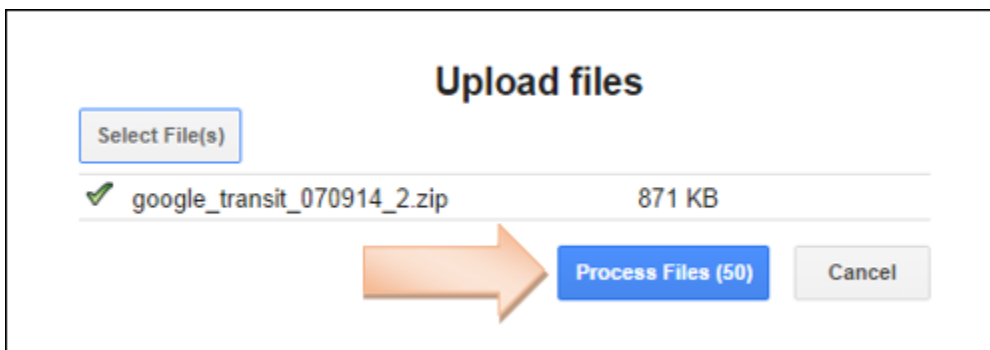 Upload files
Select File(s)
google_transit_070914_2.zip 871 KB
Process Files (50) Cancel